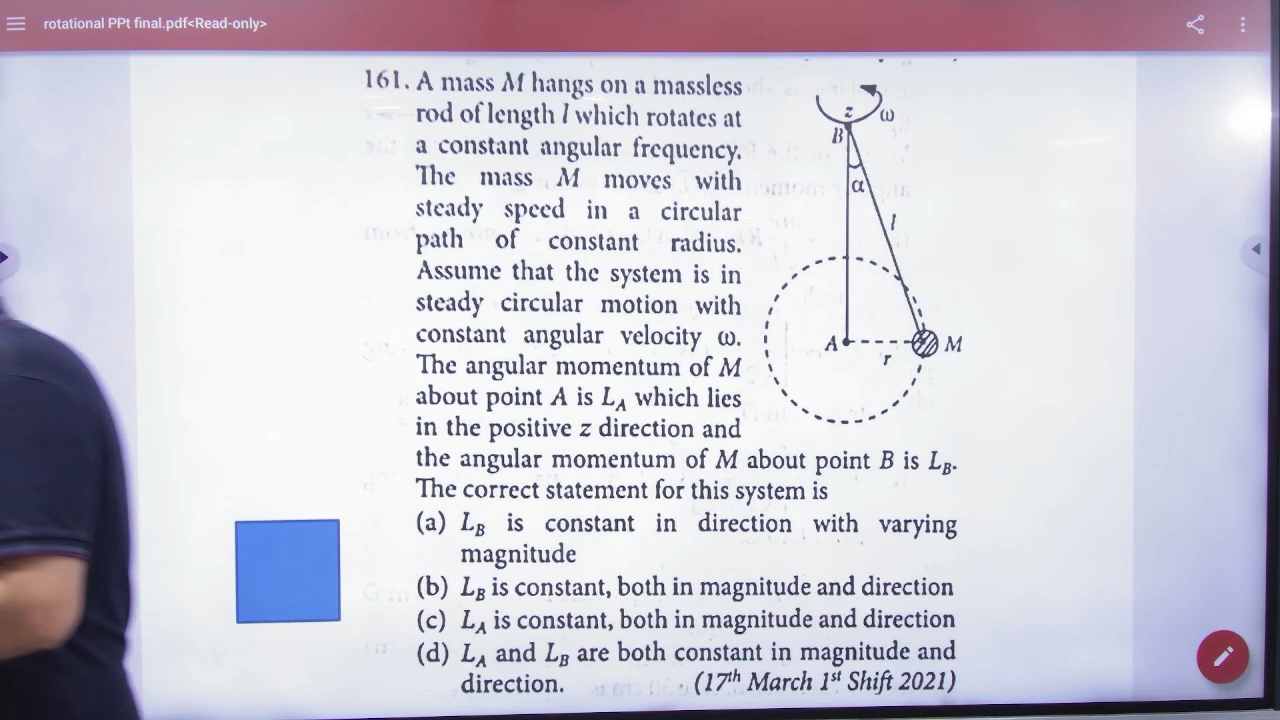 rotational PPt final.pdf<Read-only>
161. A mass M hangs on a massless
rod of length l which rotates at
a constant angular frequency.
The mass M moves with
steady speed in a circular
path of constant radius.
Assume that the system is in
steady circular motion with
constant angular velocity ω.
The angular momentum of M
about point A is L_A which lies
in the positive z direction and
the angular momentum of M about point B is L_B.
The correct statement for this system is
(a) L_B is constant in direction with varying
magnitude
(b) L_B is constant, both in magnitude and direction
(c) L_A is constant, both in magnitude and direction
(d) L_A and L_B are both constant in magnitude and
direction. (17th March 1st Shift 2021)
z
ω
B
α
l
A
r
M